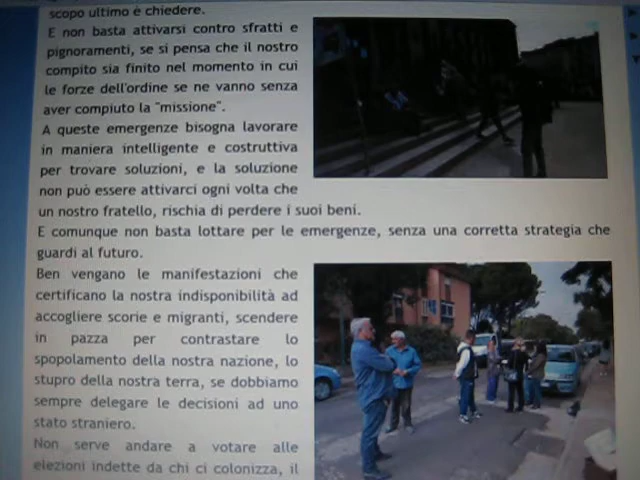 scopo ultimo è chiedere.
E non basta attivarsi contro sfratti e
pignoramenti, se si pensa che il nostro
compito sia finito nel momento in cui
le forze dell'ordine se ne vanno senza
aver compiuto la "missione".
A queste emergenze bisogna lavorare
in maniera intelligente e costruttiva
per trovare soluzioni, e la soluzione
non può essere attivarci ogni volta che
un nostro fratello, rischia di perdere i suoi beni.
E comunque non basta lottare per le emergenze, senza una corretta strategia che
guardi al futuro.
Ben vengano le manifestazioni che
certificano la nostra indisponibilità ad
accogliere scorie e migranti, scendere
in pazza per contrastare lo
spopolamento della nostra nazione, lo
stupro della nostra terra, se dobbiamo
sempre delegare le decisioni ad uno
stato straniero.
Non serve andare a votare alle
elezioni indette da chi ci colonizza, il